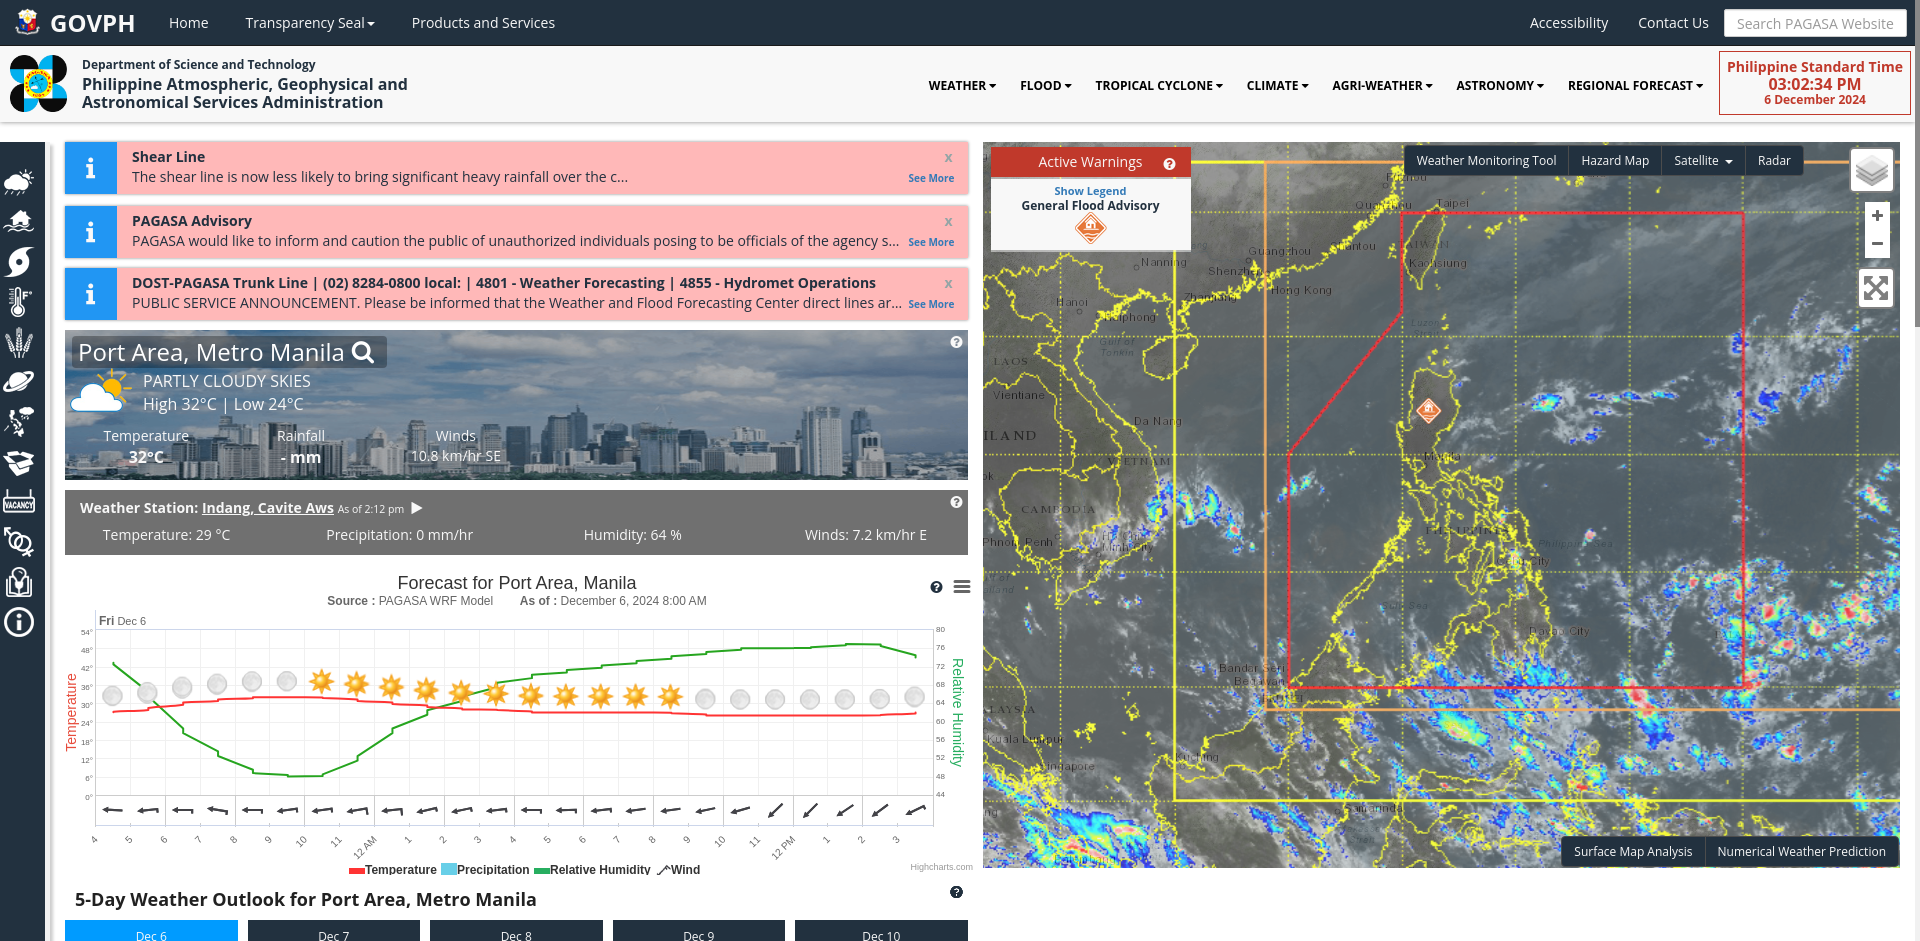 GOVPH
Home
Transparency Seal
Products and Services
Accessibility
Contact Us
Search PAGASA Website
Department of Science and Technology
Philippine Atmospheric, Geophysical and
Astronomical Services Administration
WEATHER
FLOOD
TROPICAL CYCLONE
CLIMATE
AGRI-WEATHER
ASTRONOMY
REGIONAL FORECAST
Philippine Standard Time
03:02:34 PM
6 December 2024
Shear Line
x
The shear line is now less likely to bring significant heavy rainfall over the c...
See More
PAGASA Advisory
x
PAGASA would like to inform and caution the public of unauthorized individuals posing to be officials of the agency s...
See More
DOST-PAGASA Trunk Line | (02) 8284-0800 local: | 4801 - Weather Forecasting | 4855 - Hydromet Operations
x
PUBLIC SERVICE ANNOUNCEMENT. Please be informed that the Weather and Flood Forecasting Center direct lines ar...
See More
VACANCY
Port Area, Metro Manila
PARTLY CLOUDY SKIES
High 32°C | Low 24°C
Temperature
32°C
Rainfall
- mm
Winds
10.8 km/hr SE
Weather Station: Indang, Cavite Aws As of 2:12 pm
Temperature: 29 °C
Precipitation: 0 mm/hr
Humidity: 64 %
Winds: 7.2 km/hr E
Forecast for Port Area, Manila
Source : PAGASA WRF Model As of : December 6, 2024 8:00 AM
Fri Dec 6
Temperature
54°
48°
42°
36°
30°
24°
18°
12°
6°
0°
80
76
72
68
64
60
56
52
48
44
Relative Humidity
4
5
6
7
8
9
10
11
12 AM
1
2
3
4
5
6
7
8
9
10
11
12 PM
1
2
3
Temperature
Precipitation
Relative Humidity
Wind
Highcharts.com
5-Day Weather Outlook for Port Area, Metro Manila
Dec 6
Dec 7
Dec 8
Dec 9
Dec 10
Active Warnings
Show Legend
General Flood Advisory
Weather Monitoring Tool
Hazard Map
Satellite
Radar
+
−
Taipei
Guangzhou
Nanning
Shenzhen
Kaohsiung
Hong Kong
Hanoi
Gulf of
Tonkin
Luzon
LAOS
Vientiane
Da Nang
VIETNAM
CAMBODIA
Phnom Penh
Manila
Philippine Sea
Davao City
Bandar Seri
Begawan
Kuala Lumpur
Kuching
Surface Map Analysis
Numerical Weather Prediction